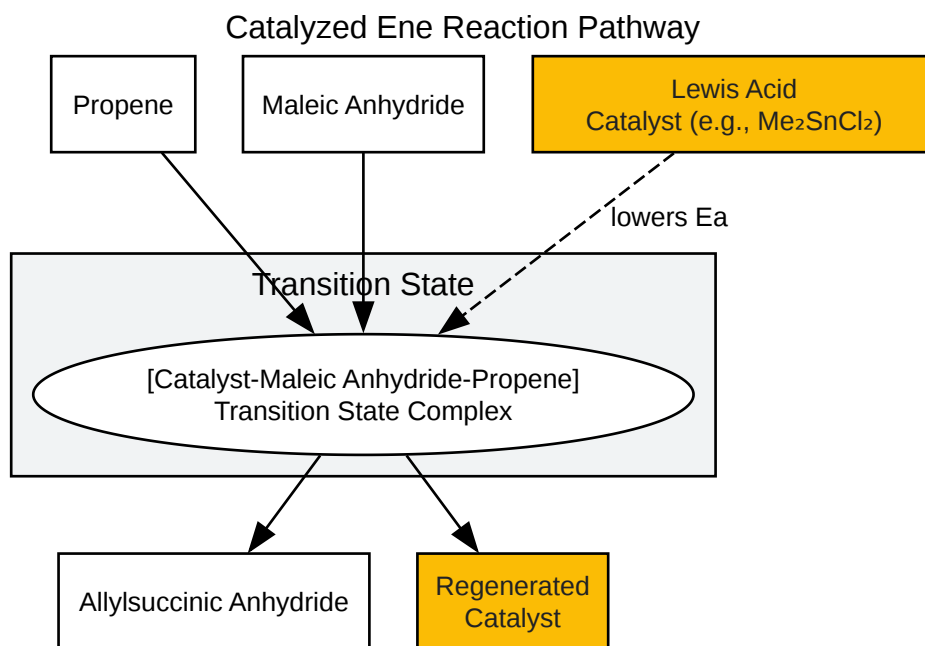 Catalyzed Ene Reaction Pathway
Propene
Maleic Anhydride
Lewis Acid
Catalyst (e.g., Me₂SnCl₂)
lowers Ea
Transition State
[Catalyst-Maleic Anhydride-Propene]
Transition State Complex
Allylsuccinic Anhydride
Regenerated
Catalyst